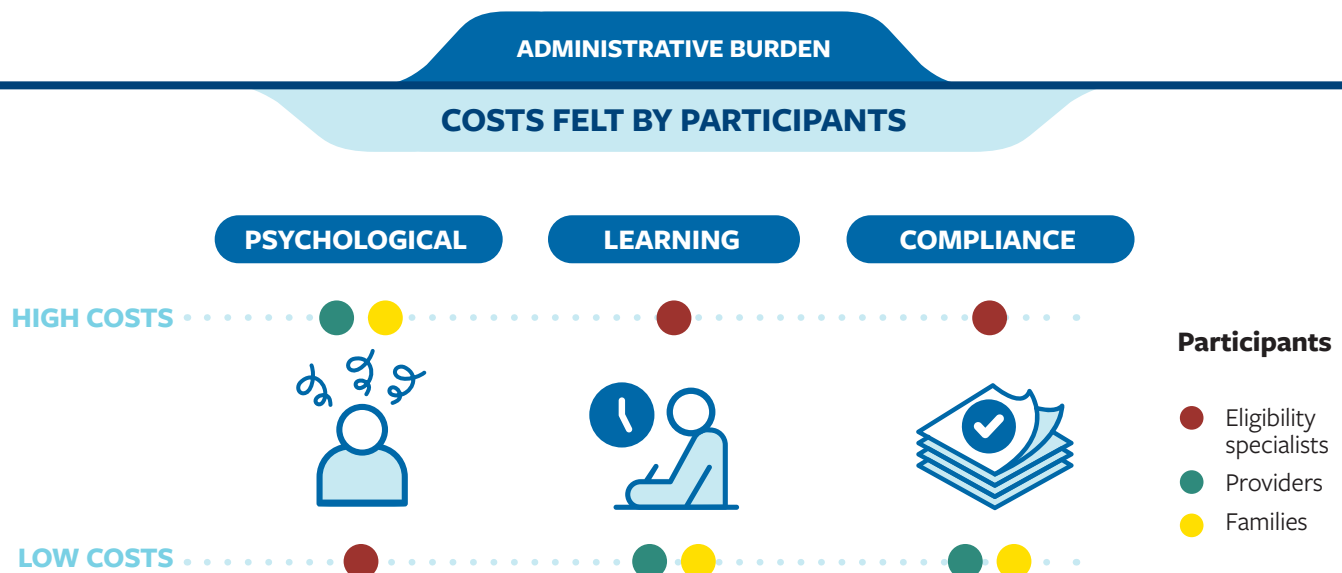 ADMINISTRATIVE BURDEN
COSTS FELT BY PARTICIPANTS
PSYCHOLOGICAL
LEARNING
COMPLIANCE
HIGH COSTS
Participants
Eligibility
specialists
Providers
Families
LOW COSTS